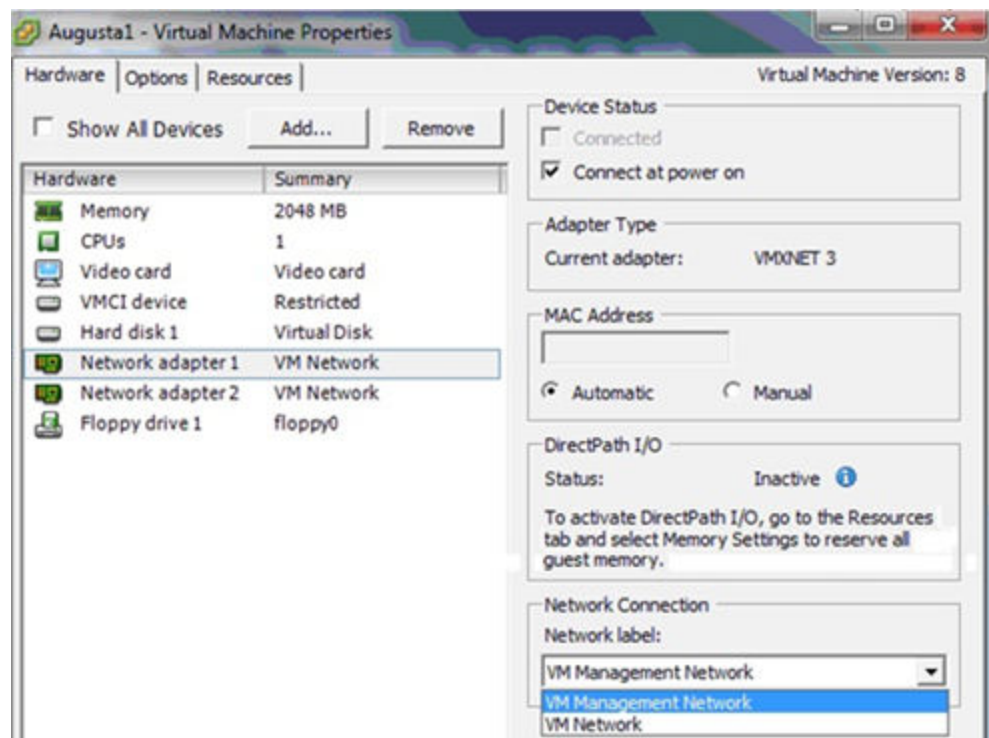 Augusta1 - Virtual Machine Properties
Hardware Options Resources
Virtual Machine Version: 8
Show All Devices Add... Remove
Hardware Summary
Memory 2048 MB
CPUs 1
Video card Video card
VMCI device Restricted
Hard disk 1 Virtual Disk
Network adapter 1 VM Network
Network adapter 2 VM Network
Floppy drive 1 floppy0
Device Status
Connected
Connect at power on
Adapter Type
Current adapter: VMXNET 3
MAC Address
Automatic Manual
DirectPath I/O
Status: Inactive
To activate DirectPath I/O, go to the Resources
tab and select Memory Settings to reserve all
guest memory.
Network Connection
Network label:
VM Management Network
VM Management Network
VM Network